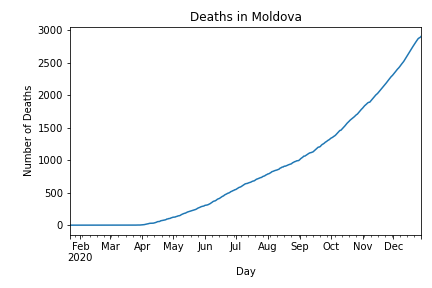 Deaths in Moldova
3000
2500
2000
1500
1000
500
0
Number of Deaths
Feb Mar Apr May Jun Jul Aug Sep Oct Nov Dec
2020
Day